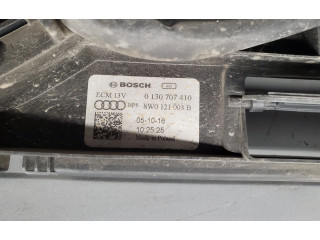 BOSCH
ECM 13V 0 130 707 410
8W0 121 003 B
05-10-16
10:25:25
Made in Poland